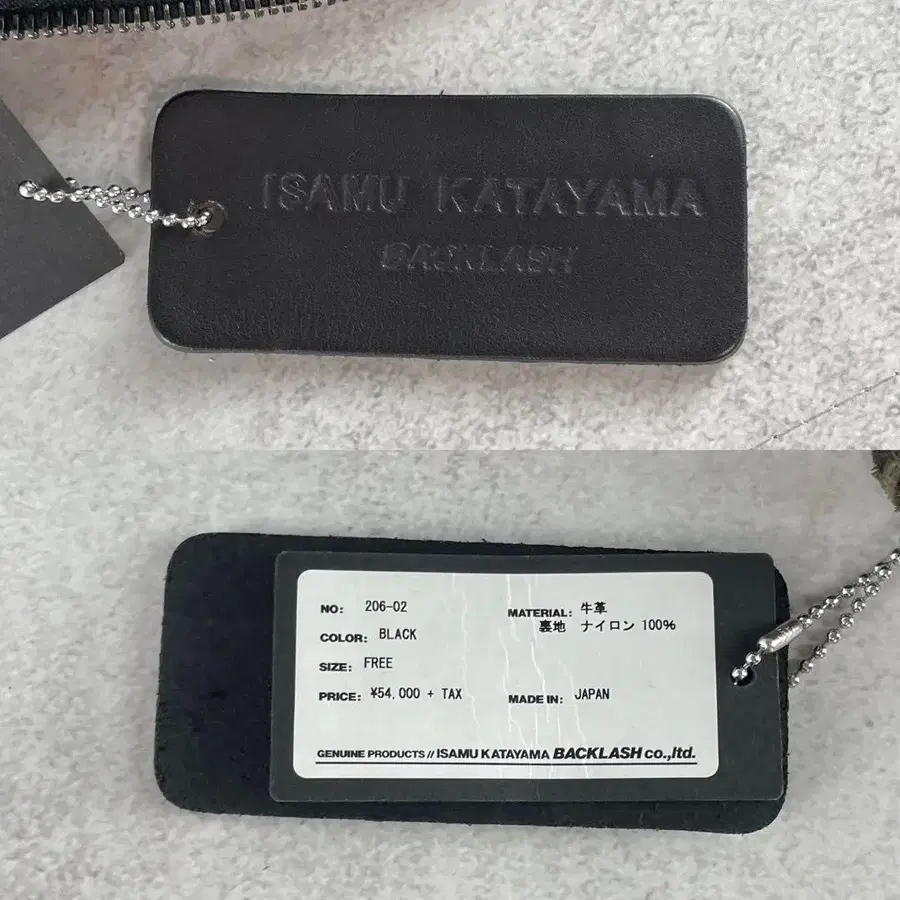 ISAMU KATAYAMA
BACKLASH
NO: 206-02
COLOR: BLACK
SIZE: FREE
PRICE: ¥54,000 + TAX
MATERIAL: 牛革
裏地 ナイロン 100%
MADE IN: JAPAN
GENUINE PRODUCTS // ISAMU KATAYAMA BACKLASH co.,ltd.